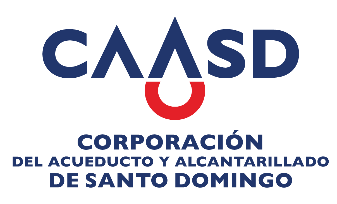 CAASD
CORPORACIÓN
DEL ACUEDUCTO Y ALCANTARILLADO
DE SANTO DOMINGO